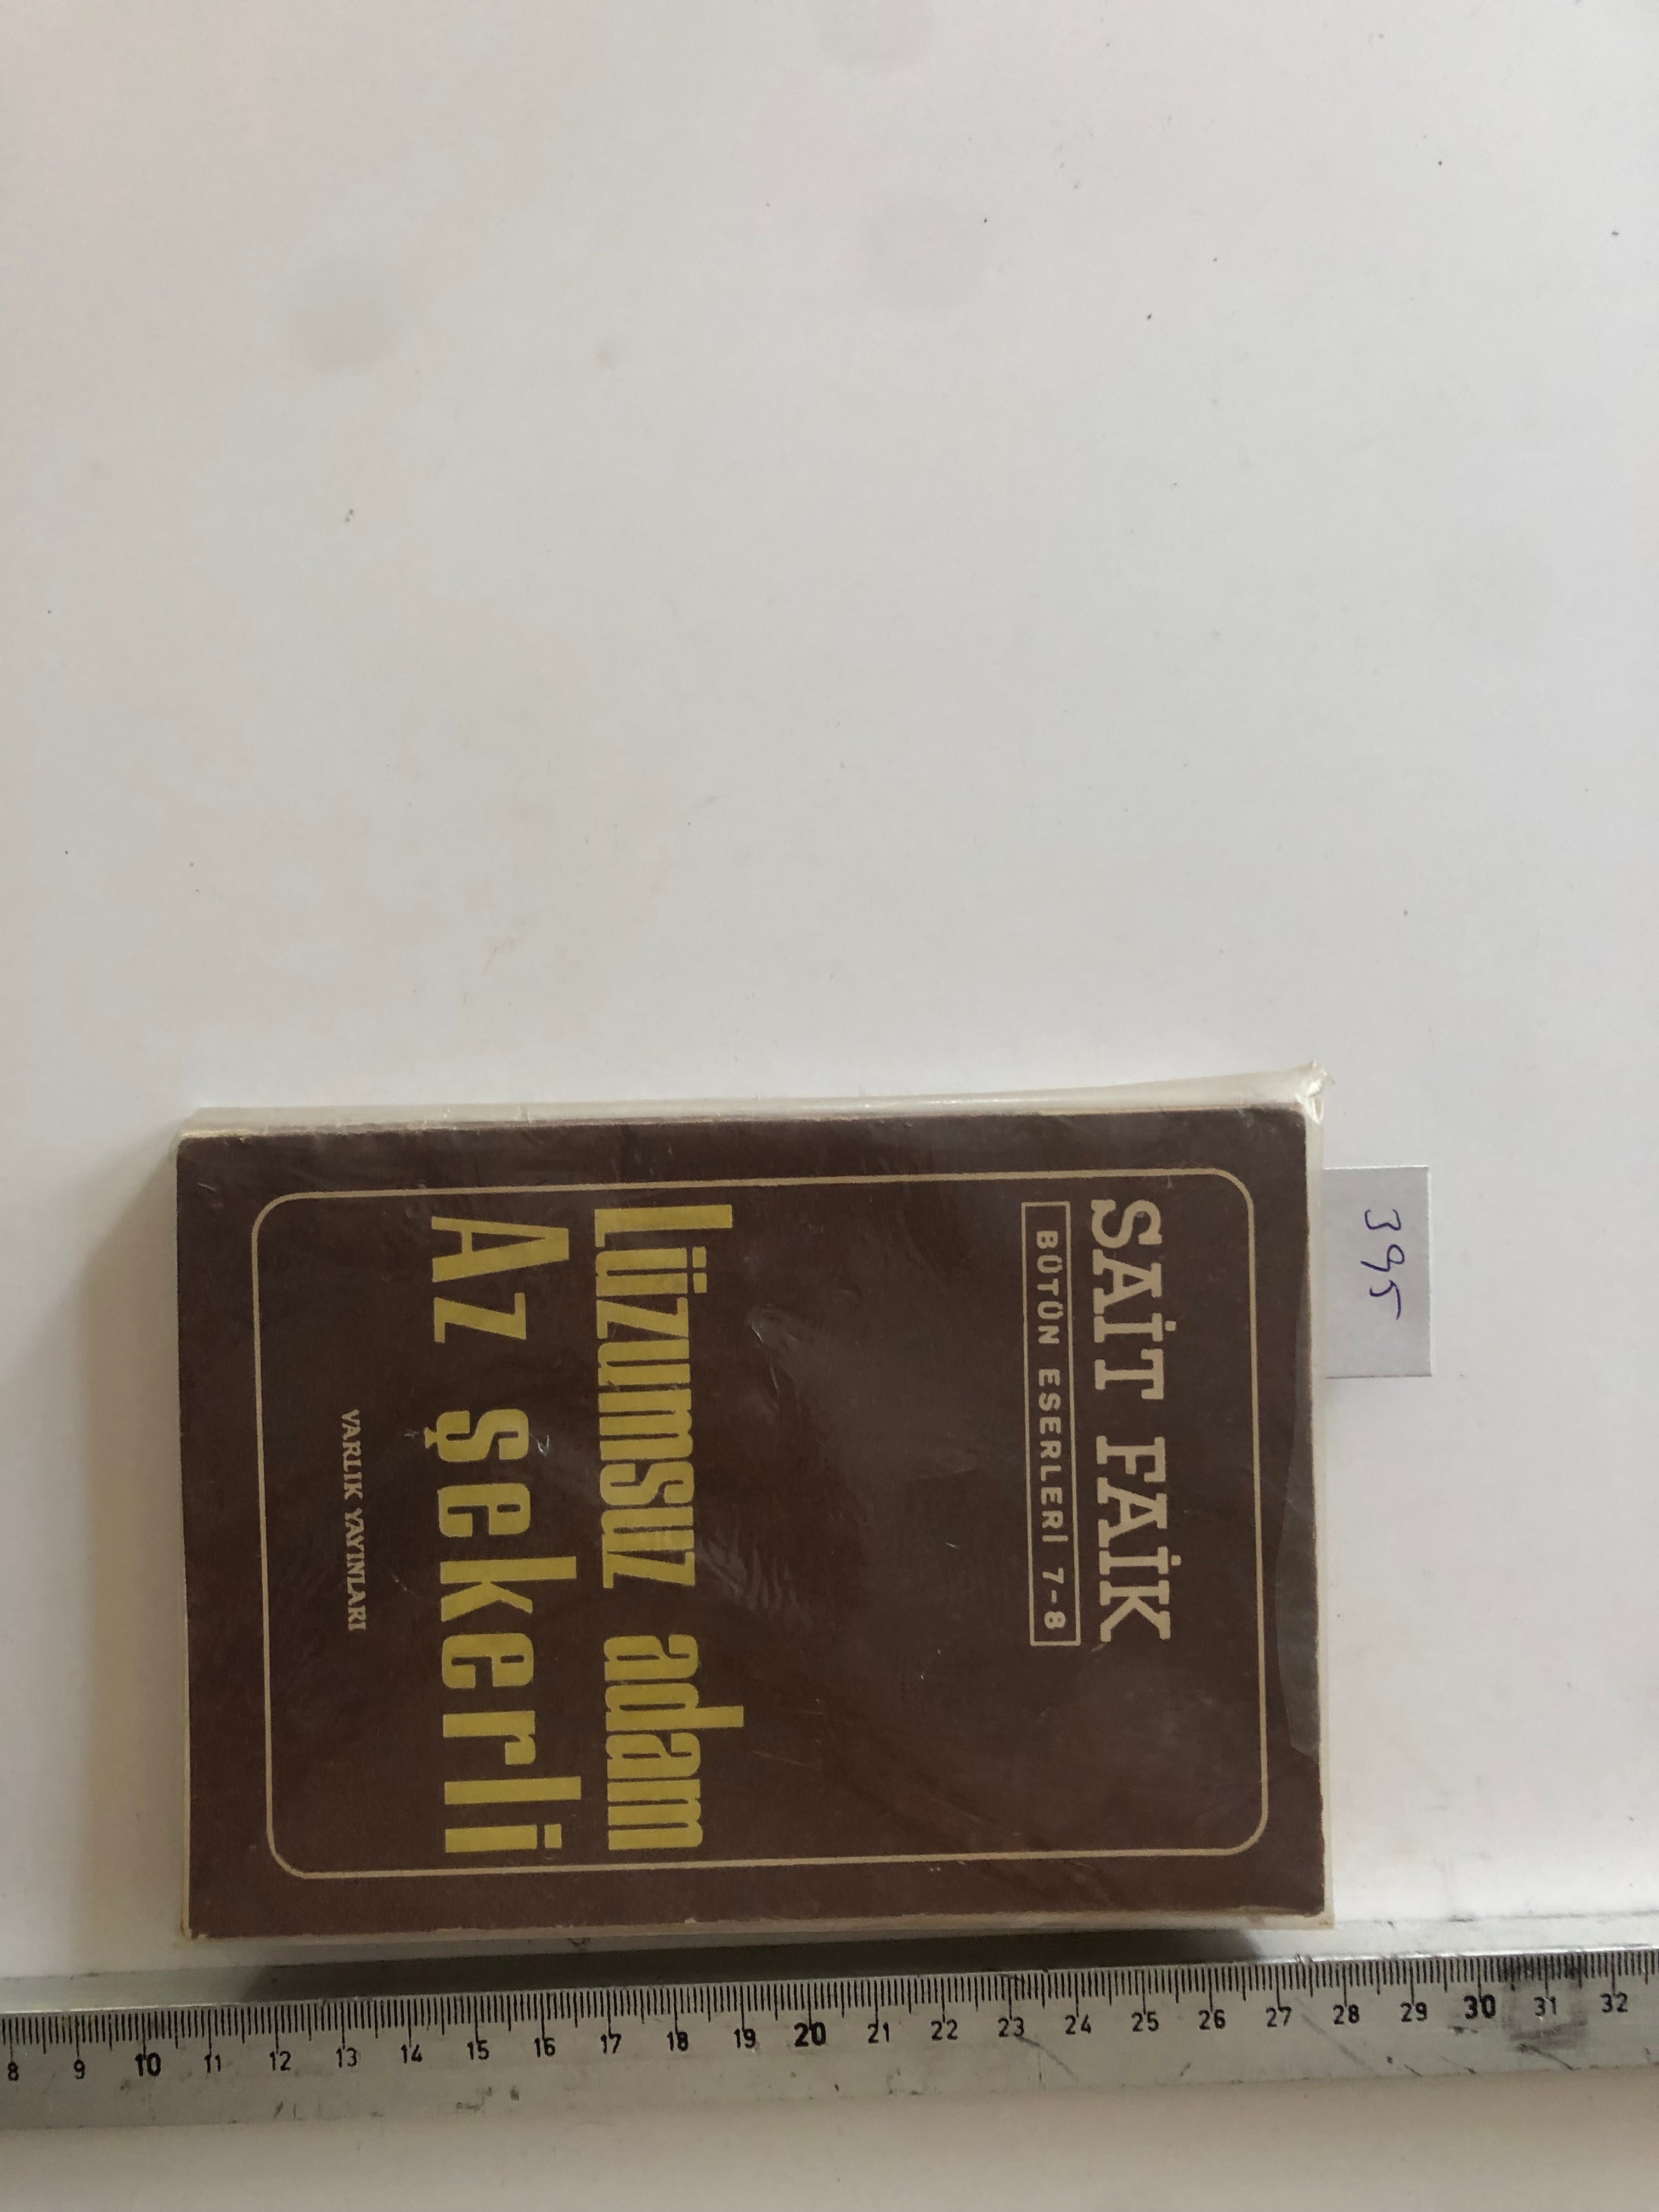 395
SAİT FAİK
BÜTÜN ESERLERİ 7-8
Lüzumsuz adam
Az şekerli
VARLIK YAYINLARI
8 9 10 11 12 13 14 15 16 17 18 19 20 21 22 23 24 25 26 27 28 29 30 31 32